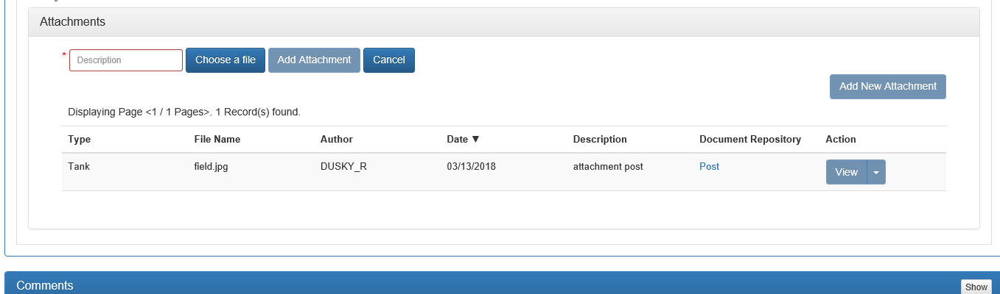 Attachments
* Description Choose a file Add Attachment Cancel
Add New Attachment
Displaying Page <1 / 1 Pages>. 1 Record(s) found.
Type File Name Author Date ▼ Description Document Repository Action
Tank field.jpg DUSKY_R 03/13/2018 attachment post Post View
Comments Show